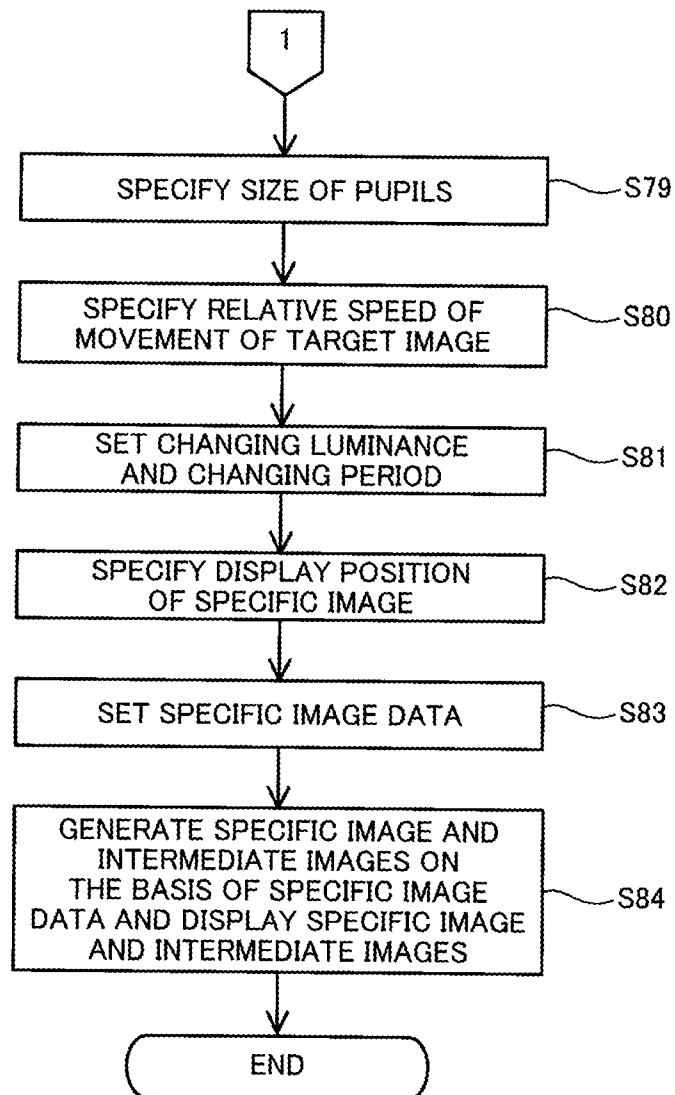 1
SPECIFY SIZE OF PUPILS
S79
SPECIFY RELATIVE SPEED OF
MOVEMENT OF TARGET IMAGE
S80
SET CHANGING LUMINANCE
AND CHANGING PERIOD
S81
SPECIFY DISPLAY POSITION
OF SPECIFIC IMAGE
S82
SET SPECIFIC IMAGE DATA
S83
GENERATE SPECIFIC IMAGE AND
INTERMEDIATE IMAGES ON
THE BASIS OF SPECIFIC IMAGE
DATA AND DISPLAY SPECIFIC IMAGE
AND INTERMEDIATE IMAGES
S84
END